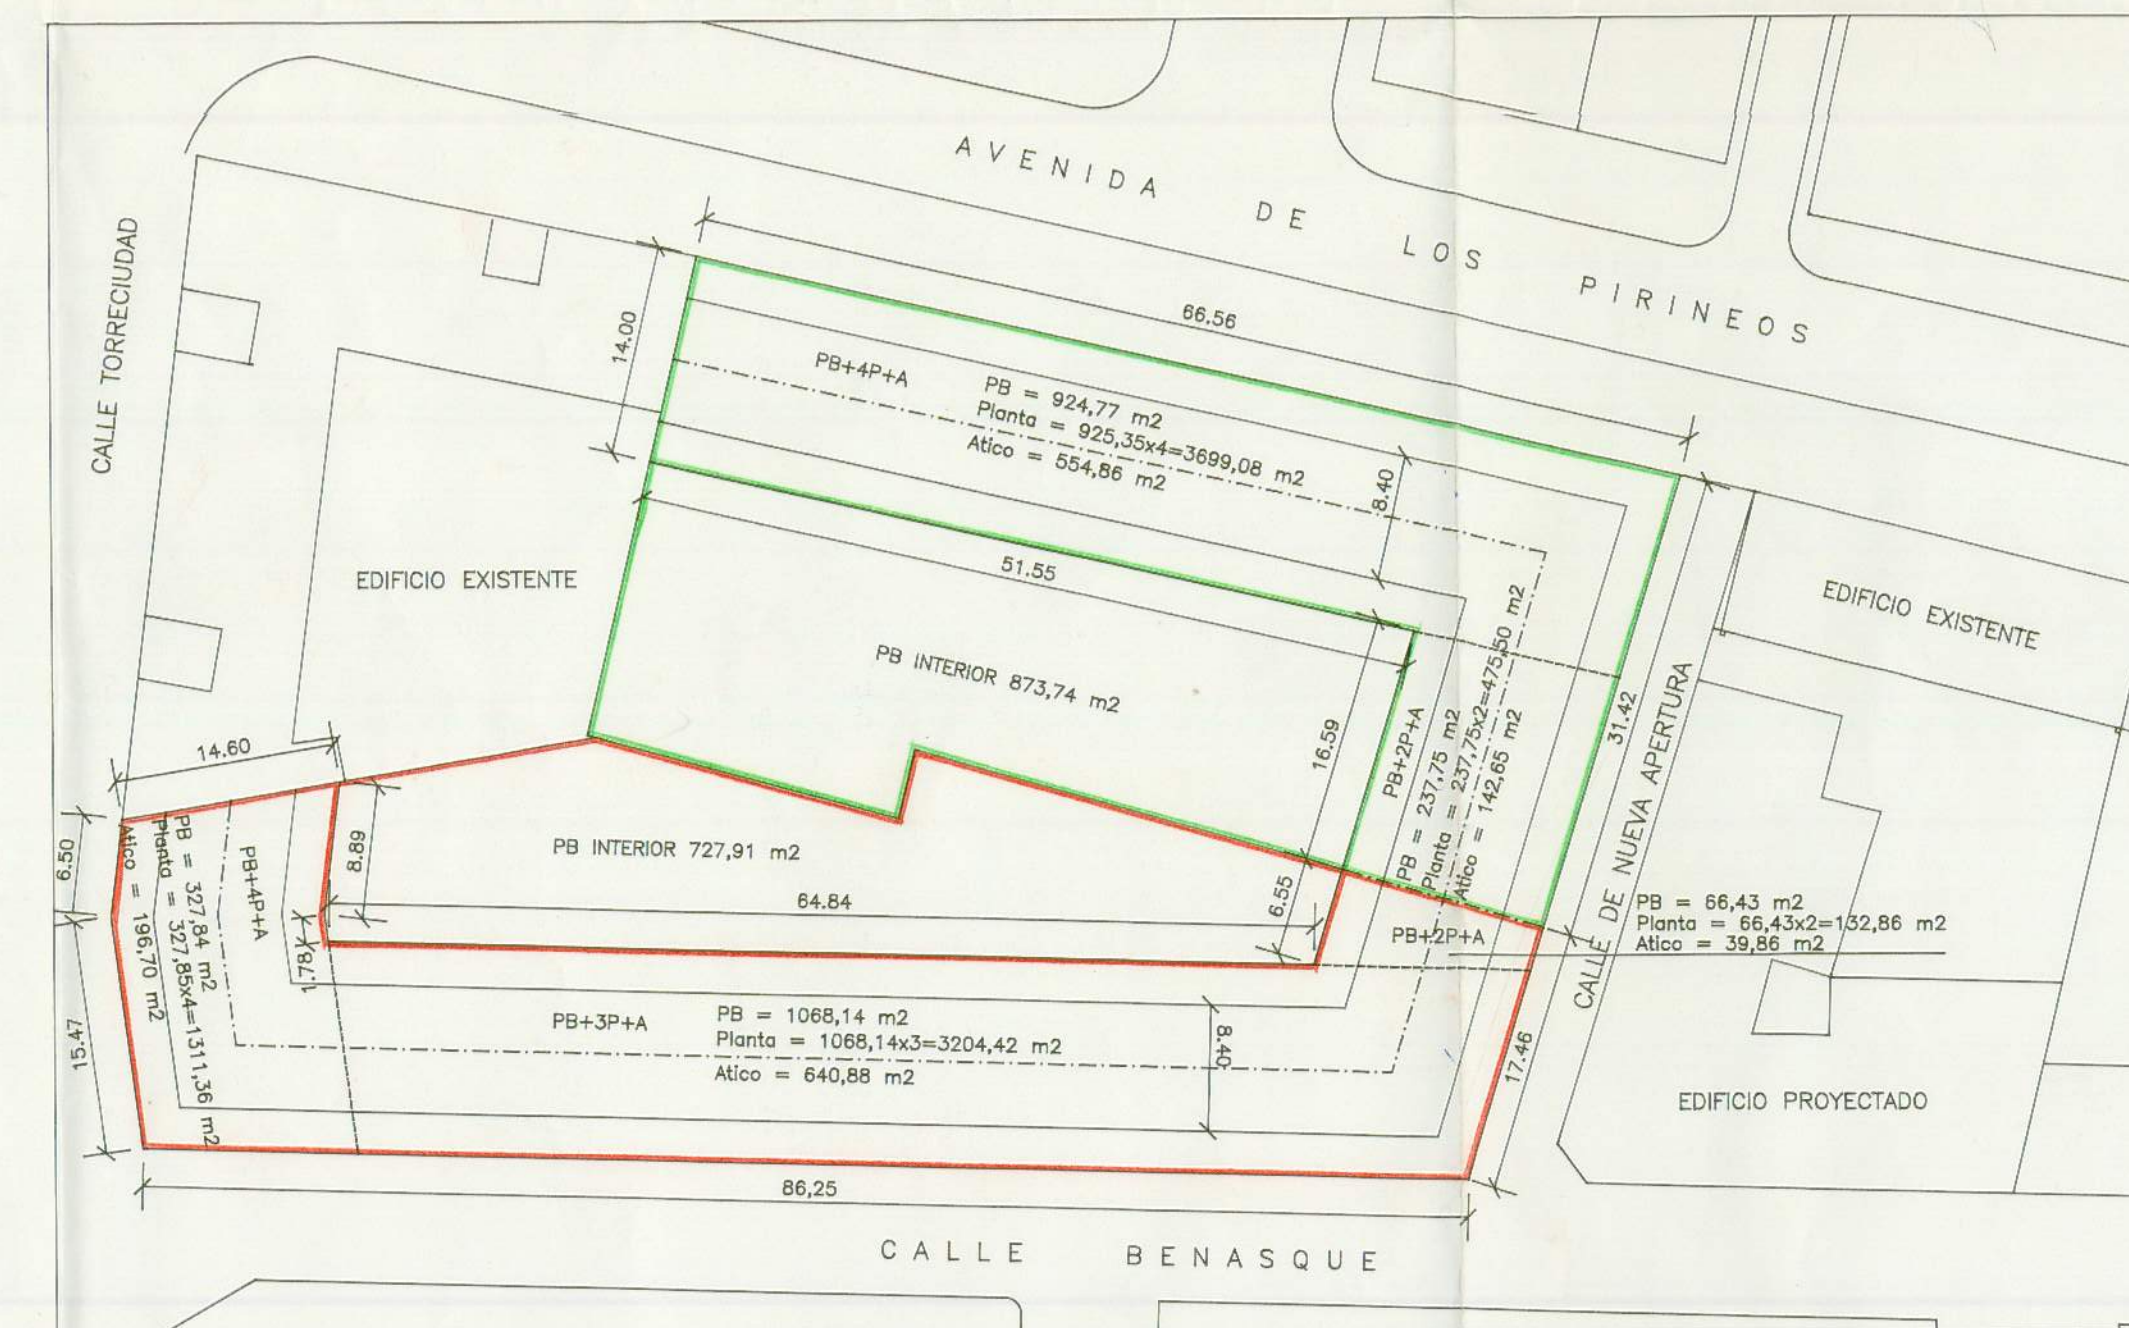 AVENIDA DE LOS PIRINEOS
CALLE TORRECIUDAD
66.56
14.00
PB+4P+A
PB = 924,77 m2
Planta = 925,35x4=3699,08 m2
Atico = 554,86 m2
8.40
51.55
EDIFICIO EXISTENTE
EDIFICIO EXISTENTE
PB INTERIOR 873,74 m2
16.59
PB+2P+A
PB = 237,75 m2
Planta = 237,75x2=475,50 m2
Atico = 142,65 m2
31.42
CALLE DE NUEVA APERTURA
14.60
6.50
8.89
PB INTERIOR 727,91 m2
64.84
6.55
PB+2P+A
PB = 66,43 m2
Planta = 66,43x2=132,86 m2
Atico = 39,86 m2
PB+4P+A
PB = 327,84 m2
Planta = 327,85x4=1311,36 m2
Atico = 196,70 m2
1.78
15.47
PB+3P+A
PB = 1068,14 m2
Planta = 1068,14x3=3204,42 m2
Atico = 640,88 m2
8.40
17.46
EDIFICIO PROYECTADO
86,25
CALLE BENASQUE